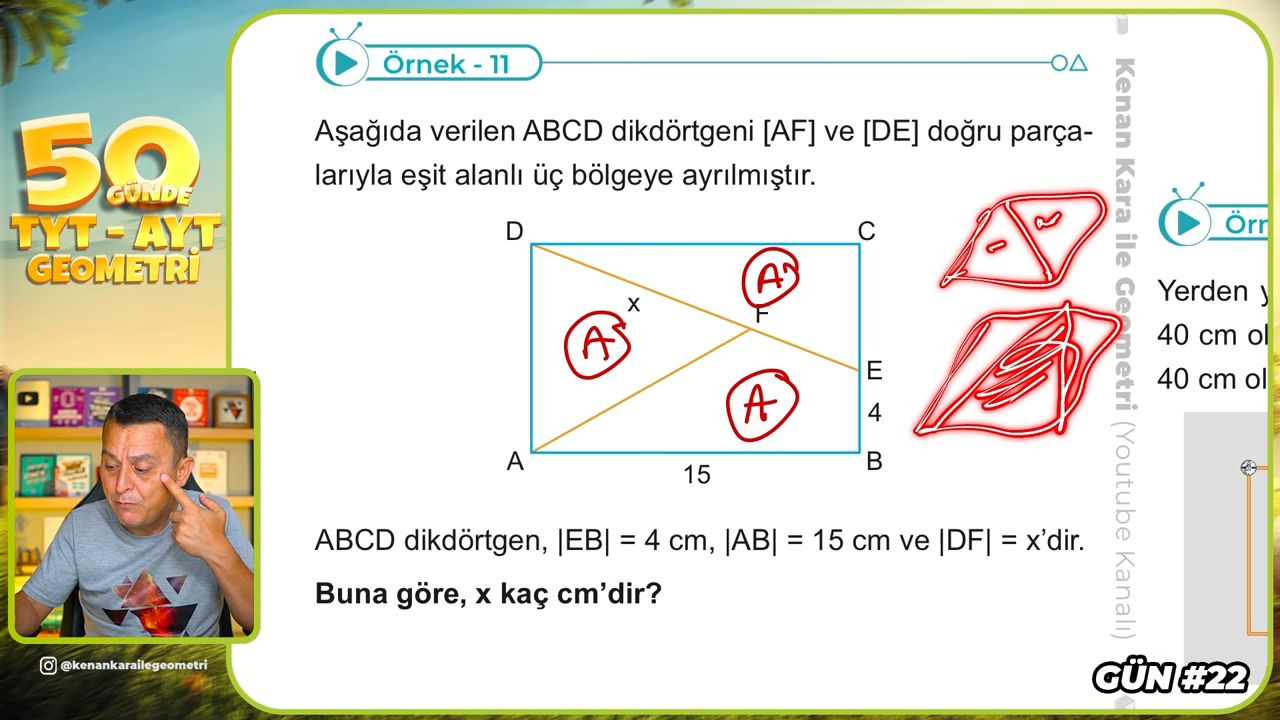 50
GÜNDE
TYT - AYT
GEOMETRİ
Örnek - 11
Aşağıda verilen ABCD dikdörtgeni [AF] ve [DE] doğru parça-
larıyla eşit alanlı üç bölgeye ayrılmıştır.
D
C
A
x
F
A
A
E
4
A
B
15
ABCD dikdörtgen, |EB| = 4 cm, |AB| = 15 cm ve |DF| = x'dir.
Buna göre, x kaç cm'dir?
Kenan Kara ile Geometri (Youtube Kanalı)
Örr
Yerden y
40 cm ol
40 cm ol
@kenankarailegeometri
GÜN #22